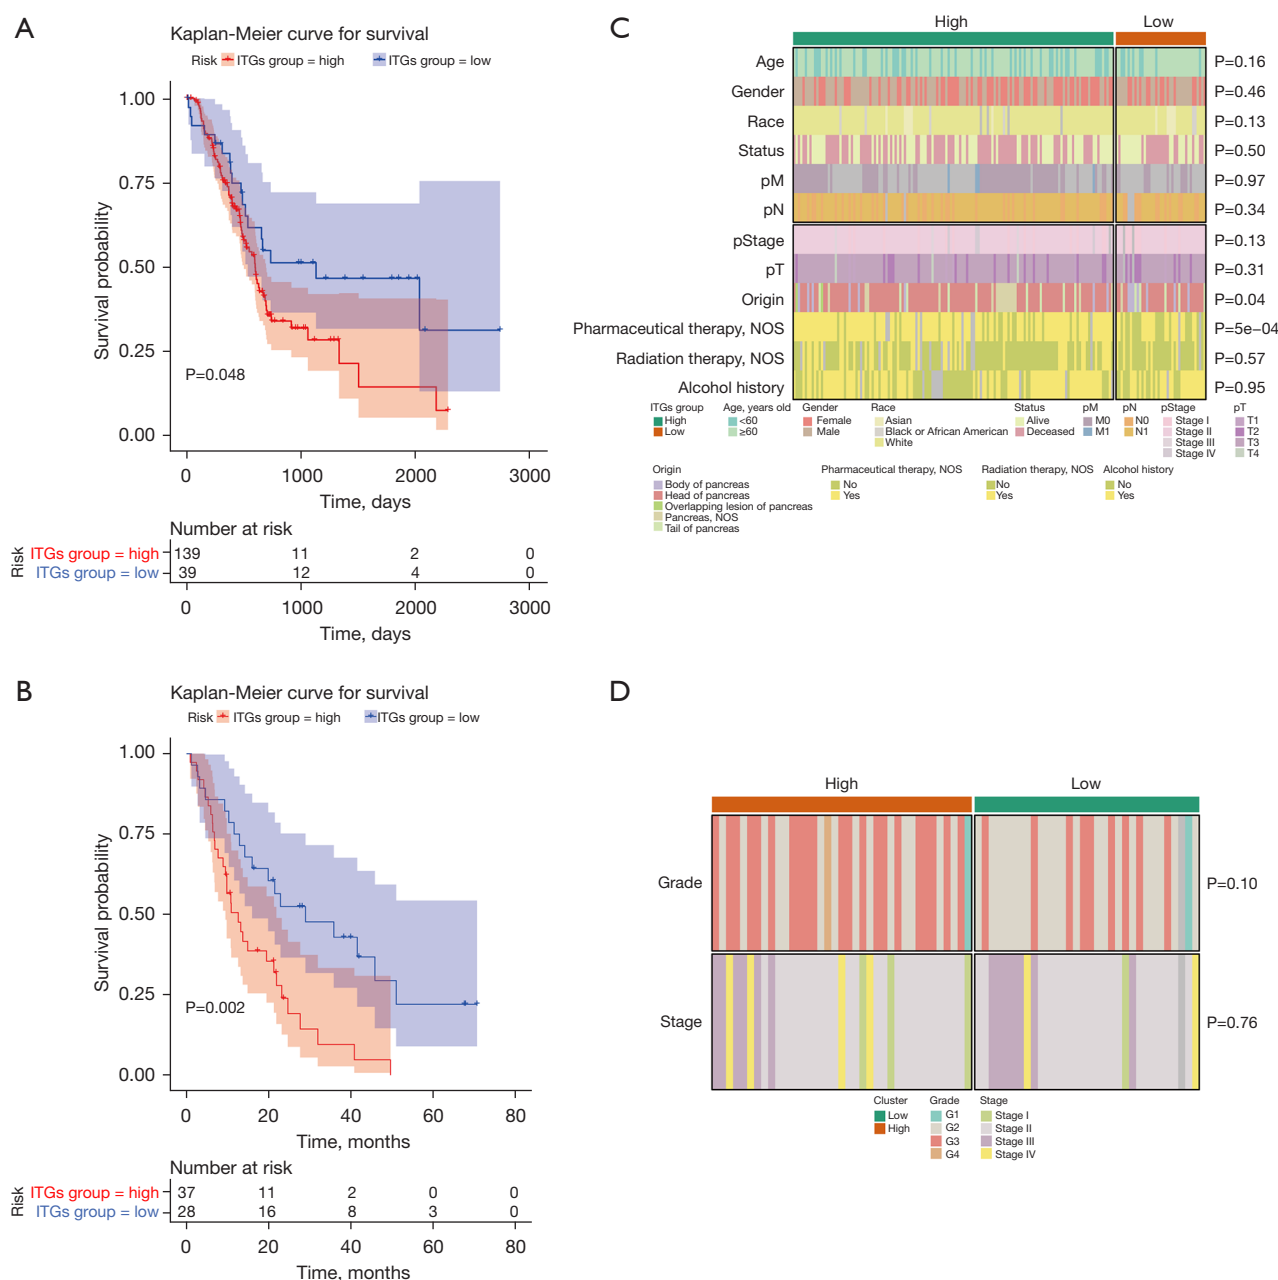 A
Kaplan-Meier curve for survival
Risk ITGs group = high ITGs group = low
1.00
0.75
0.50
0.25
0.00
Survival probability
P=0.048
0 1000 2000 3000
Time, days
Number at risk
Risk
ITGs group = high 139 11 2 0
ITGs group = low 39 12 4 0
0 1000 2000 3000
Time, days
B
Kaplan-Meier curve for survival
Risk ITGs group = high ITGs group = low
1.00
0.75
0.50
0.25
0.00
Survival probability
P=0.002
0 20 40 60 80
Time, months
Number at risk
Risk
ITGs group = high 37 11 2 0 0
ITGs group = low 28 16 8 3 0
0 20 40 60 80
Time, months
C
High Low
Age P=0.16
Gender P=0.46
Race P=0.13
Status P=0.50
pM P=0.97
pN P=0.34
pStage P=0.13
pT P=0.31
Origin P=0.04
Pharmaceutical therapy, NOS P=5e−04
Radiation therapy, NOS P=0.57
Alcohol history P=0.95
ITGs group
High
Low
Age, years old
<60
≥60
Gender
Female
Male
Race
Asian
Black or African American
White
Status
Alive
Deceased
pM
M0
M1
pN
N0
N1
pStage
Stage I
Stage II
Stage III
Stage IV
pT
T1
T2
T3
T4
Origin
Body of pancreas
Head of pancreas
Overlapping lesion of pancreas
Pancreas, NOS
Tail of pancreas
Pharmaceutical therapy, NOS
No
Yes
Radiation therapy, NOS
No
Yes
Alcohol history
No
Yes
D
High Low
Grade P=0.10
Stage P=0.76
Cluster
Low
High
Grade
G1
G2
G3
G4
Stage
Stage I
Stage II
Stage III
Stage IV